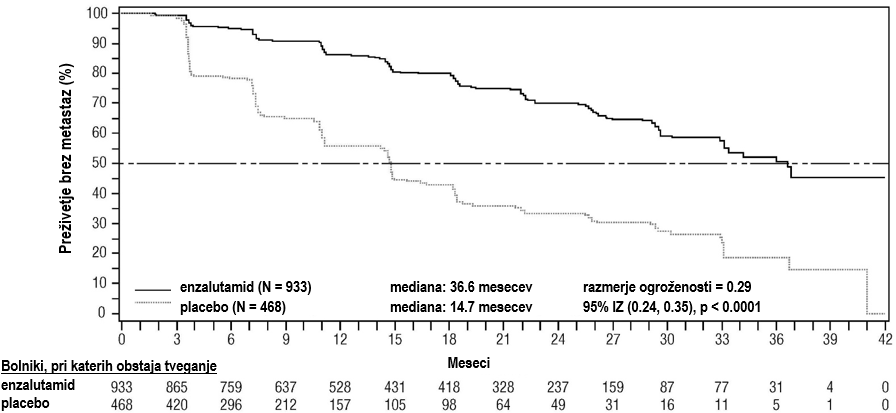 Preživetje brez metastaz (%)
100
90
80
70
60
50
40
30
20
10
0
enzalutamid (N = 933) mediana: 36.6 mesecev razmerje ogroženosti = 0.29
placebo (N = 468) mediana: 14.7 mesecev 95% IZ (0.24, 0.35), p < 0.0001
0 3 6 9 12 15 18 21 24 27 30 33 36 39 42
Meseci
Bolniki, pri katerih obstaja tveganje
enzalutamid 933 865 759 637 528 431 418 328 237 159 87 77 31 4 0
placebo 468 420 296 212 157 105 98 64 49 31 16 11 5 1 0